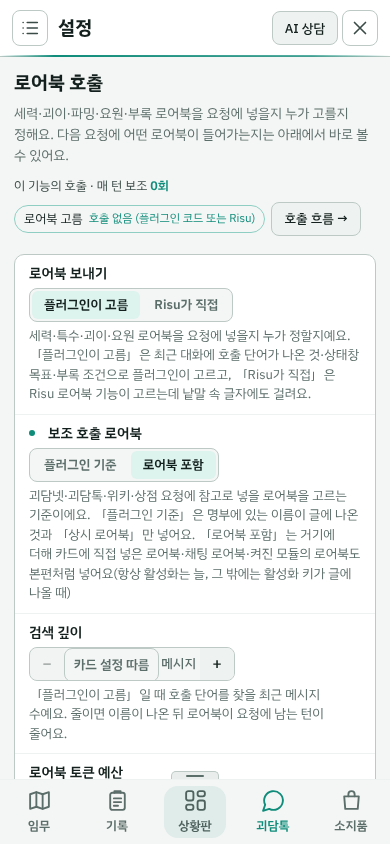 설정
AI 상담
로어북 호출
세력·괴이·파밍·요원·부록 로어북을 요청에 넣을지 누가 고를지
정해요. 다음 요청에 어떤 로어북이 들어가는지는 아래에서 바로 볼
수 있어요.
이 기능의 호출 · 매 턴 보조 0회
로어북 고름 호출 없음 (플러그인 코드 또는 Risu)
호출 흐름 →
로어북 보내기
플러그인이 고름 Risu가 직접
세력·특수·괴이·요원 로어북을 요청에 넣을지 누가 정할지예요.
「플러그인이 고름」은 최근 대화에 호출 단어가 나온 것·상태창
목표·부록 조건으로 플러그인이 고르고, 「Risu가 직접」은
Risu 로어북 기능이 고르는데 낱말 속 글자에도 걸려요.
보조 호출 로어북
플러그인 기준 로어북 포함
괴담넷·괴담톡·위키·상점 요청에 참고로 넣을 로어북을 고르는
기준이에요. 「플러그인 기준」은 명부에 있는 이름이 글에 나온
것과 「상시 로어북」만 넣어요. 「로어북 포함」는 거기에
더해 카드에 직접 넣은 로어북·채팅 로어북·켜진 모듈의 로어북도
본편처럼 넣어요(항상 활성화는 늘, 그 밖에는 활성화 키가 글에
나올 때)
검색 깊이
− 카드 설정 따름 메시지 +
「플러그인이 고름」일 때 호출 단어를 찾을 최근 메시지
수예요. 줄이면 이름이 나온 뒤 로어북이 요청에 남는 턴이
줄어요.
로어북 토큰 예산
임무 기록 상황판 괴담톡 소지품